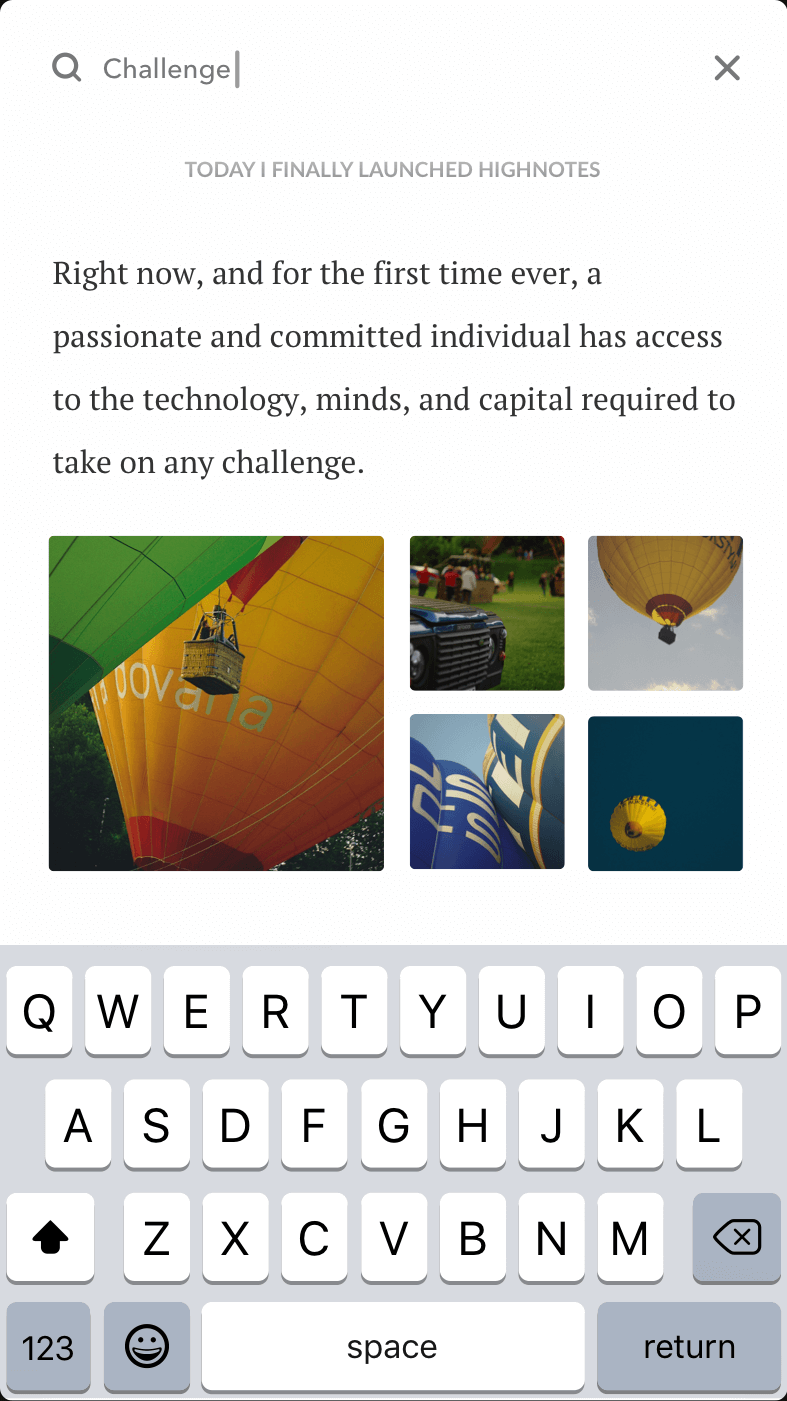 Challenge
TODAY I FINALLY LAUNCHED HIGHNOTES
Right now, and for the first time ever, a
passionate and committed individual has access
to the technology, minds, and capital required to
take on any challenge.
Q W E R T Y U I O P
A S D F G H J K L
Z X C V B N M
123 space return